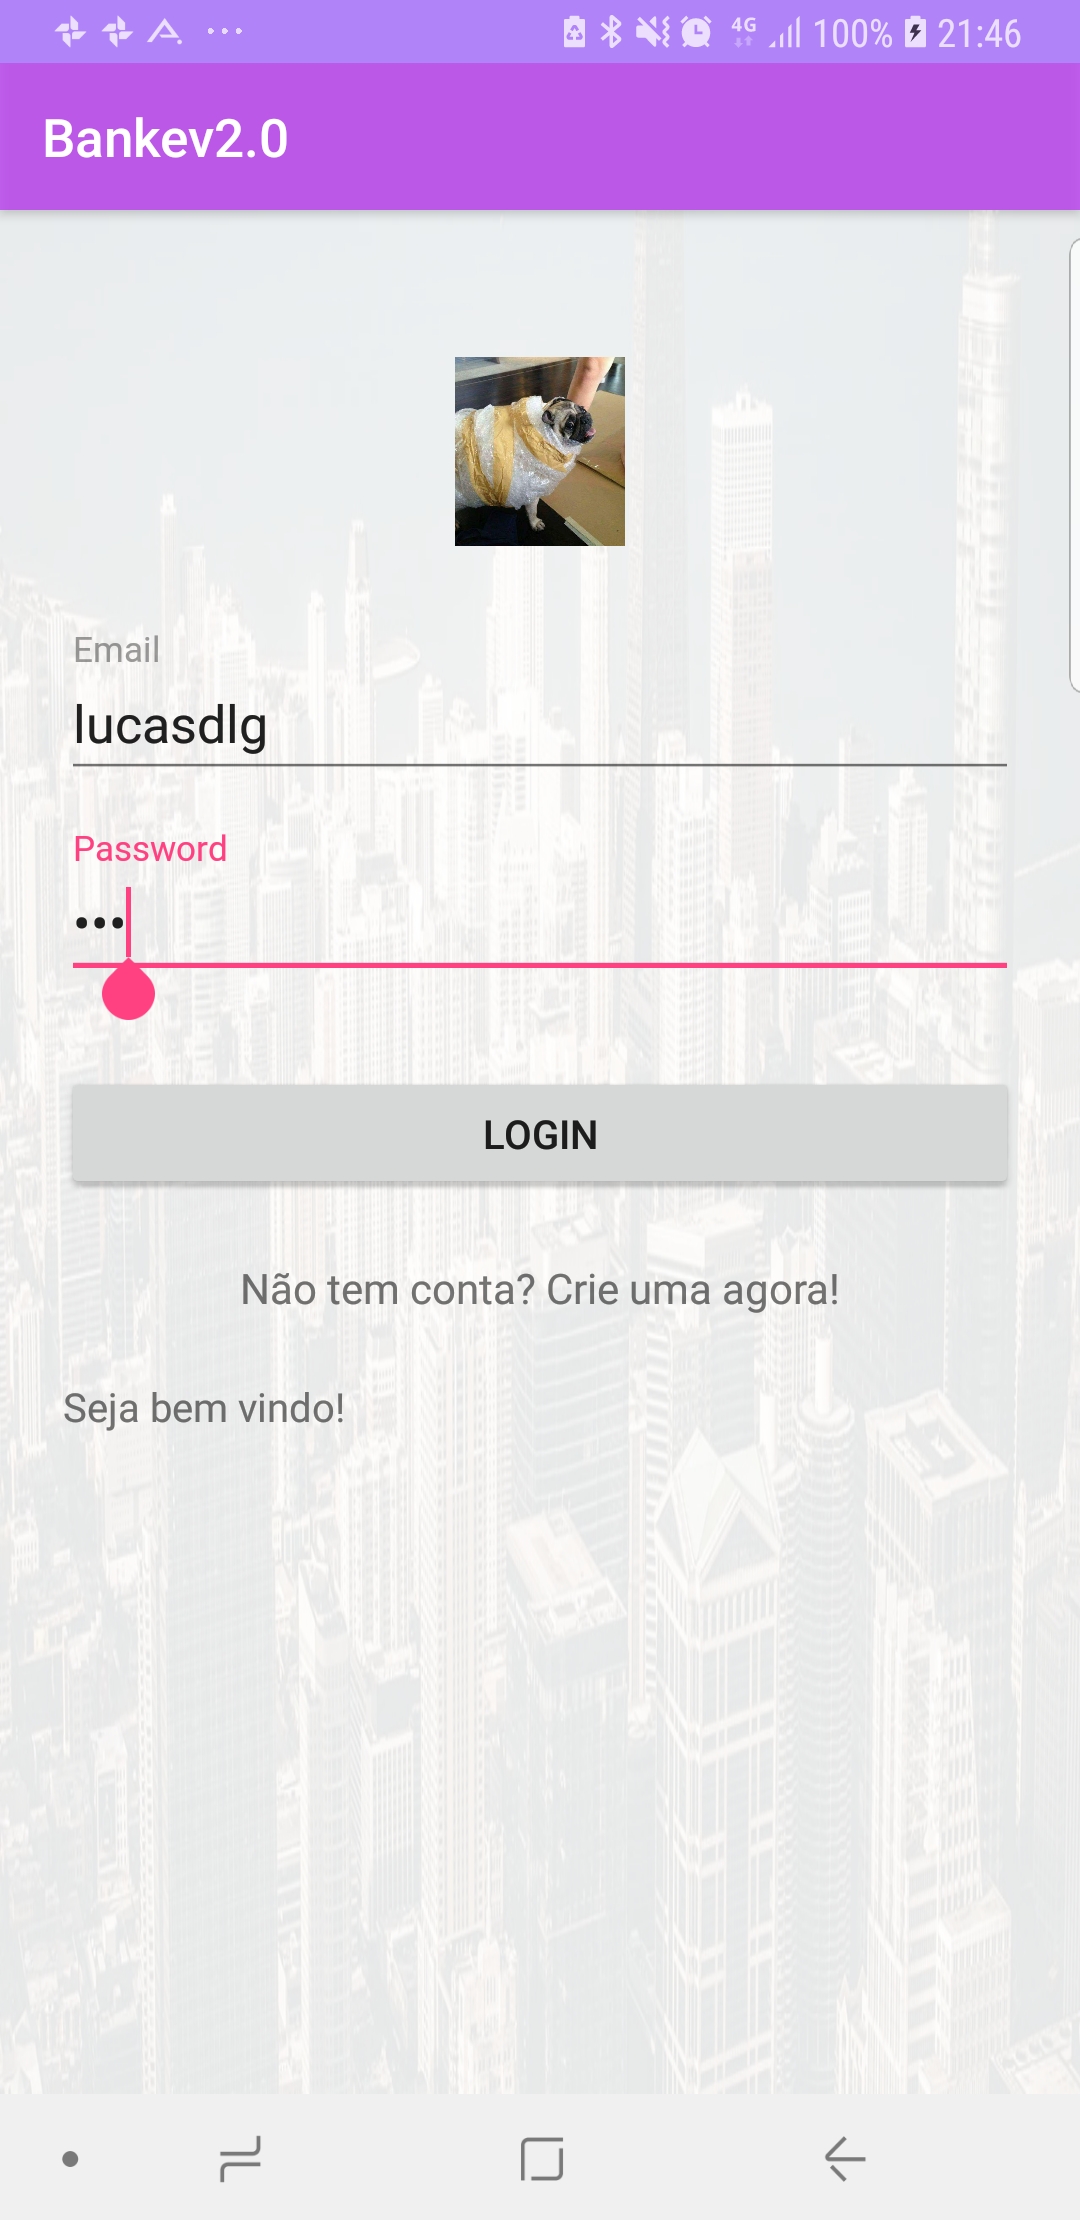 4G 100% 21:46
Bankev2.0
Email
lucasdlg
Password
•••
LOGIN
Não tem conta? Crie uma agora!
Seja bem vindo!